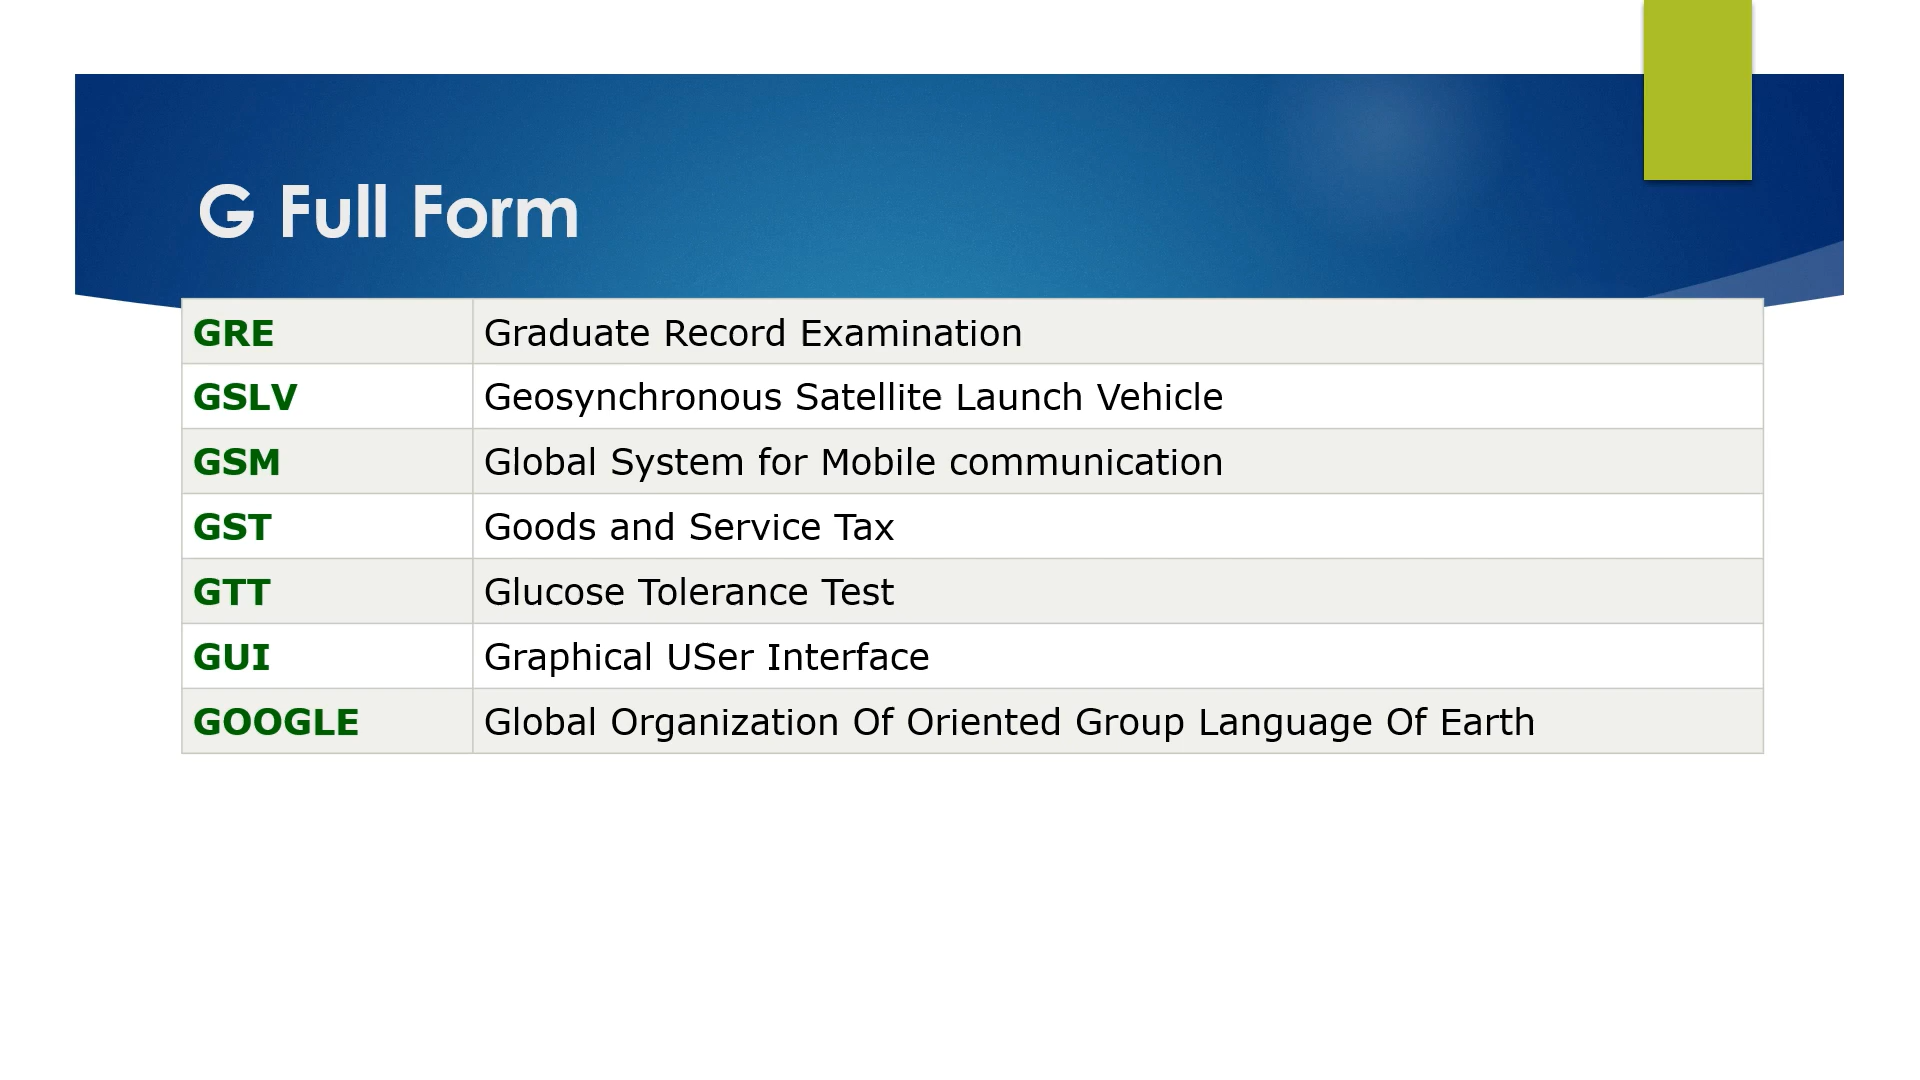 G Full Form
GRE Graduate Record Examination
GSLV Geosynchronous Satellite Launch Vehicle
GSM Global System for Mobile communication
GST Goods and Service Tax
GTT Glucose Tolerance Test
GUI Graphical USer Interface
GOOGLE Global Organization Of Oriented Group Language Of Earth